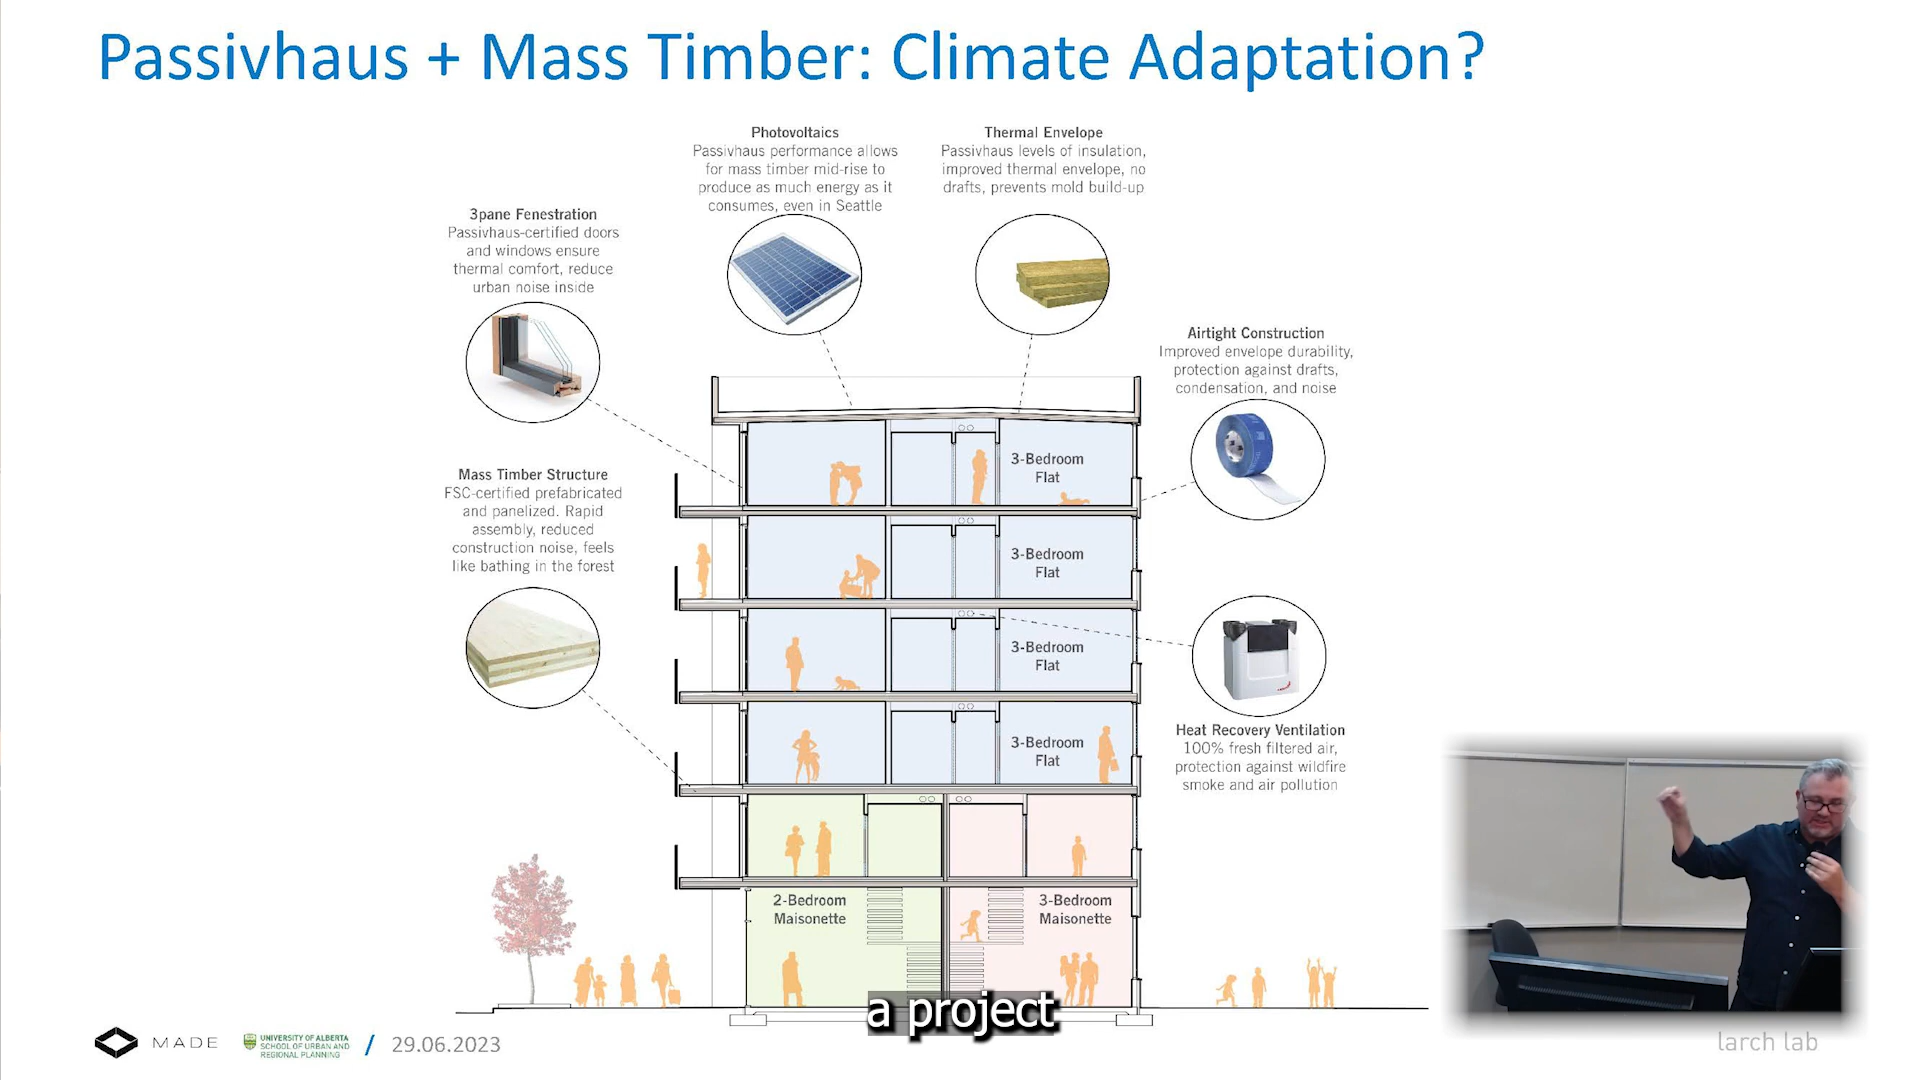 Passivhaus + Mass Timber: Climate Adaptation?
Photovoltaics
Passivhaus performance allows
for mass timber mid-rise to
produce as much energy as it
consumes, even in Seattle
Thermal Envelope
Passivhaus levels of insulation,
improved thermal envelope, no
drafts, prevents mold build-up
3pane Fenestration
Passivhaus-certified doors
and windows ensure
thermal comfort, reduce
urban noise inside
Airtight Construction
Improved envelope durability,
protection against drafts,
condensation, and noise
Mass Timber Structure
FSC-certified prefabricated
and panelized. Rapid
assembly, reduced
construction noise, feels
like bathing in the forest
3-Bedroom
Flat
3-Bedroom
Flat
3-Bedroom
Flat
3-Bedroom
Flat
Heat Recovery Ventilation
100% fresh filtered air,
protection against wildfire
smoke and air pollution
2-Bedroom
Maisonette
3-Bedroom
Maisonette
a project
MADE
UNIVERSITY OF ALBERTA
SCHOOL OF URBAN AND
REGIONAL PLANNING
/ 29.06.2023
larch lab